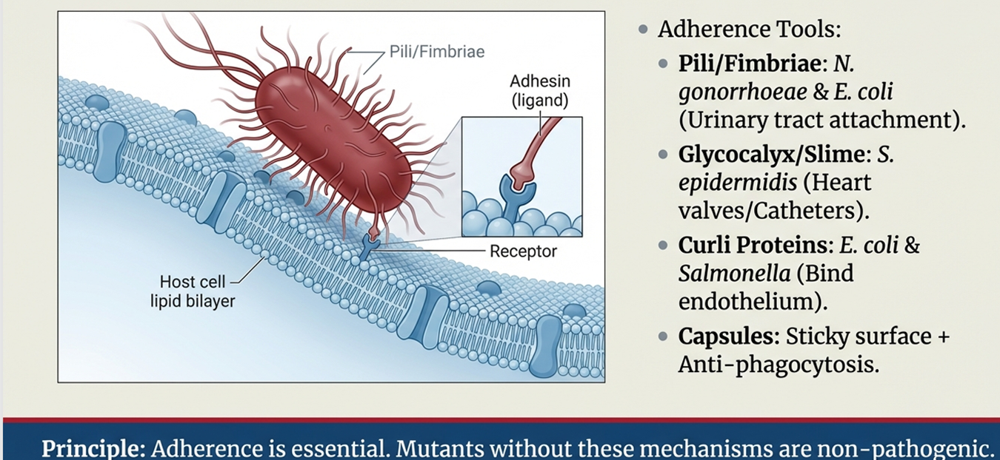 Pili/Fimbriae
Adhesin
(ligand)
Receptor
Host cell
lipid bilayer
Adherence Tools:
Pili/Fimbriae: N.
gonorrhoeae & E. coli
(Urinary tract attachment).
Glycocalyx/Slime: S.
epidermidis (Heart
valves/Catheters).
Curli Proteins: E. coli &
Salmonella (Bind
endothelium).
Capsules: Sticky surface +
Anti-phagocytosis.
Principle: Adherence is essential. Mutants without these mechanisms are non-pathogenic.